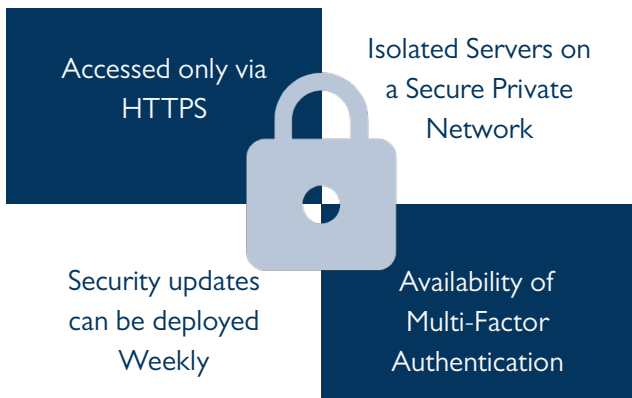 Accessed only via
HTTPS
Isolated Servers on
a Secure Private
Network
Security updates
can be deployed
Weekly
Availability of
Multi-Factor
Authentication